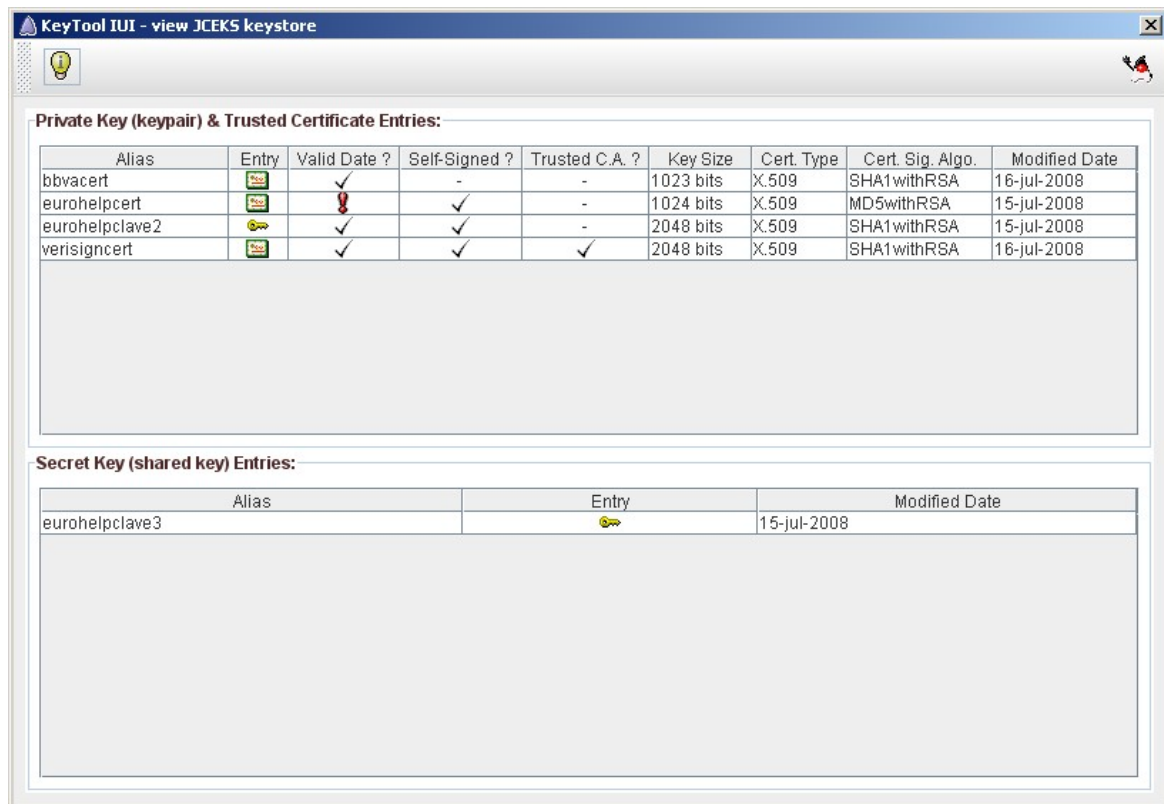 KeyTool IUI - view JCEKS keystore
Private Key (keypair) & Trusted Certificate Entries:
Alias Entry Valid Date ? Self-Signed ? Trusted C.A. ? Key Size Cert. Type Cert. Sig. Algo. Modified Date
bbvacert - - 1023 bits X.509 SHA1withRSA 16-jul-2008
eurohelpcert - 1024 bits X.509 MD5withRSA 15-jul-2008
eurohelpclave2 - 2048 bits X.509 SHA1withRSA 15-jul-2008
verisigncert 2048 bits X.509 SHA1withRSA 16-jul-2008
Secret Key (shared key) Entries:
Alias Entry Modified Date
eurohelpclave3 15-jul-2008